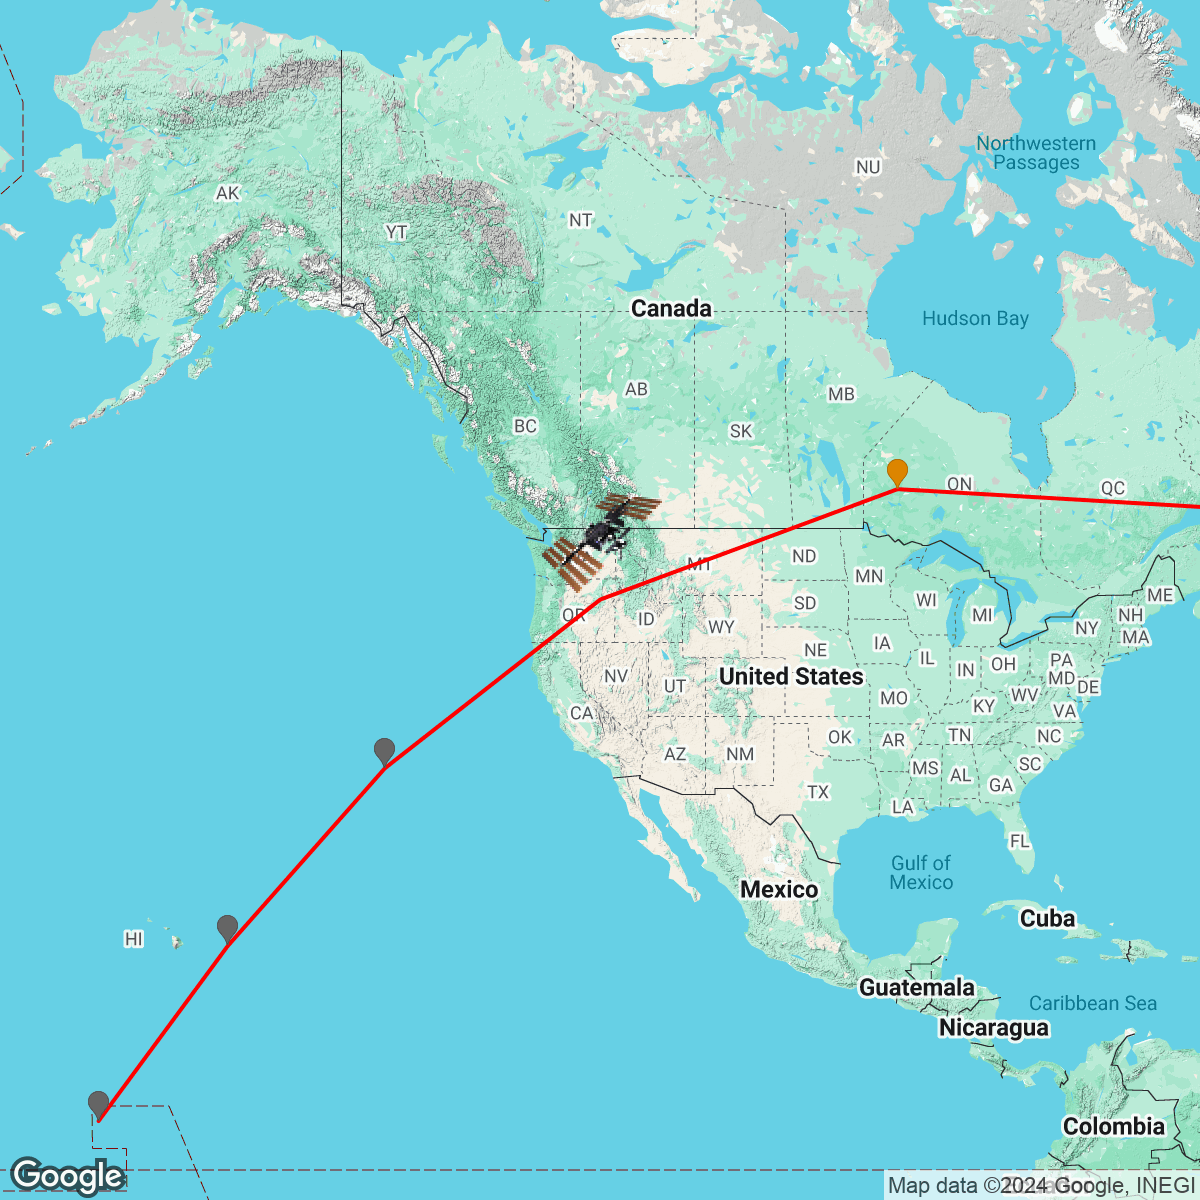 Northwestern
Passages
NU
AK
NT
YT
Canada
Hudson Bay
AB
MB
BC
SK
ON
QC
MT
ND
MN
ME
WI
MI
NH
OR
ID
SD
WY
NY
MA
IA
NE
IL
IN
OH
PA
NV
UT
United States
MD
DE
MO
KY
WV
CA
VA
AZ
NM
OK
AR
TN
NC
MS
AL
SC
GA
TX
LA
FL
Gulf of
Mexico
Mexico
Cuba
HI
Guatemala
Caribbean Sea
Nicaragua
Colombia
Google
Map data ©2024 Google, INEGI